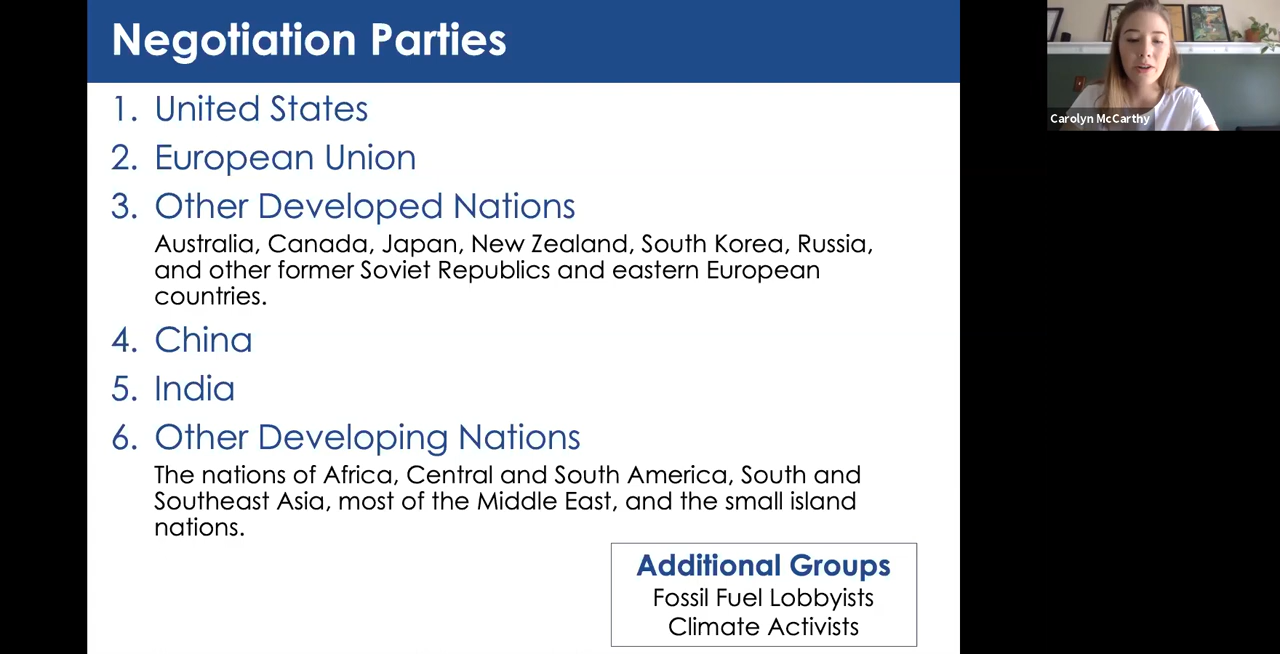 Negotiation Parties
1. United States
2. European Union
3. Other Developed Nations
Australia, Canada, Japan, New Zealand, South Korea, Russia,
and other former Soviet Republics and eastern European
countries.
4. China
5. India
6. Other Developing Nations
The nations of Africa, Central and South America, South and
Southeast Asia, most of the Middle East, and the small island
nations.
Additional Groups
Fossil Fuel Lobbyists
Climate Activists
Carolyn McCarthy